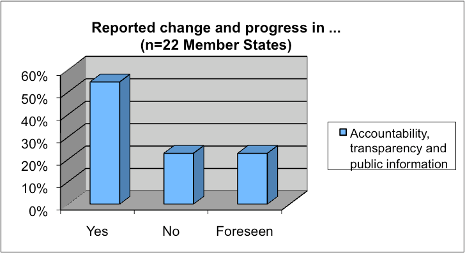 Reported change and progress in ...
(n=22 Member States)
60%
50%
40%
30%
20%
10%
0%
Yes No Foreseen
Accountability,
transparency and
public information